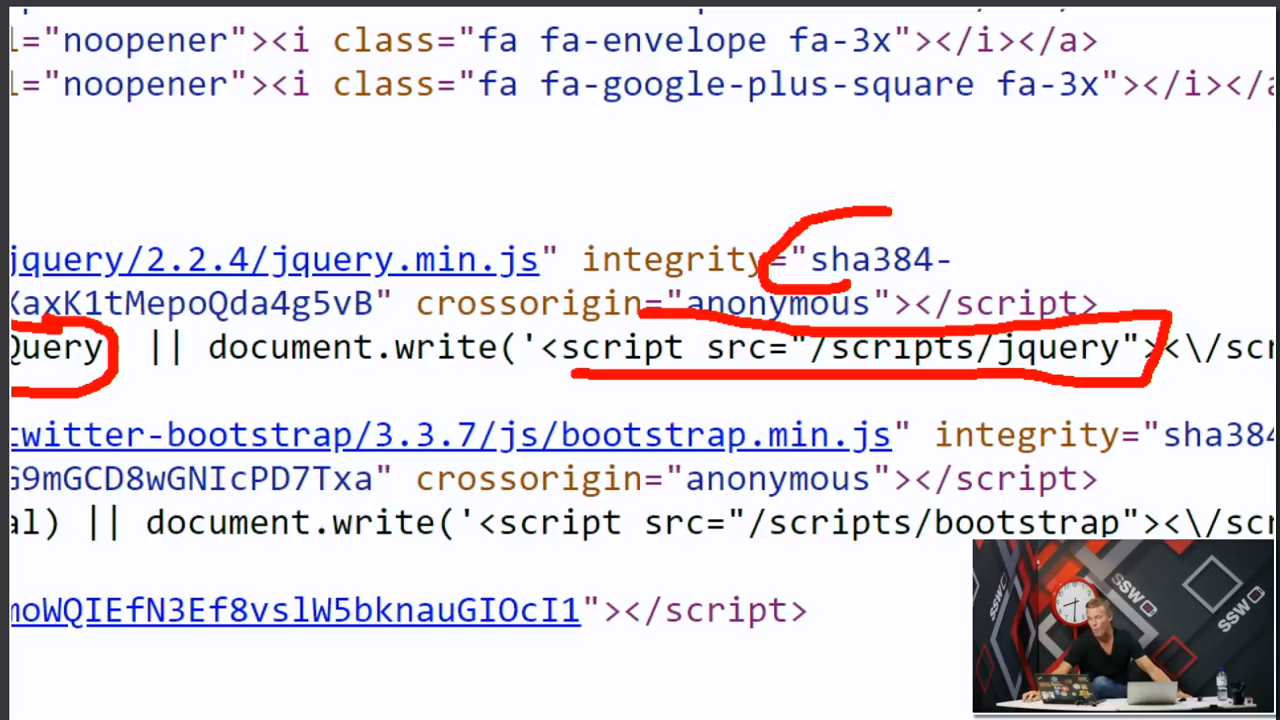 l="noopener"><i class="fa fa-envelope fa-3x"></i></a>
l="noopener"><i class="fa fa-google-plus-square fa-3x"></i></a
jquery/2.2.4/jquery.min.js" integrity="sha384-
XaxK1tMepoQda4g5vB" crossorigin="anonymous"></script>
Query || document.write('<script src="/scripts/jquery"><\/scr
twitter-bootstrap/3.3.7/js/bootstrap.min.js" integrity="sha384
G9mGCD8wGNIcPD7Txa" crossorigin="anonymous"></script>
al) || document.write('<script src="/scripts/bootstrap"><\/scr
moWQIEfN3Ef8vslW5bknauGIOcI1"></script>
SSW
SSW
SSW